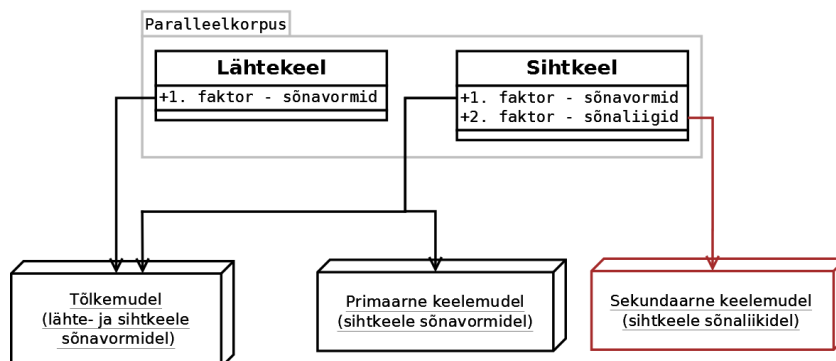 Paralleelkorpus
Lähtekeel
+1. faktor - sõnavormid
Sihtkeel
+1. faktor - sõnavormid
+2. faktor - sõnaliigid
Tõlkemudel
(lähte- ja sihtkeele
sõnavormidel)
Primaarne keelemudel
(sihtkeele sõnavormidel)
Sekundaarne keelemudel
(sihtkeele sõnaliikidel)